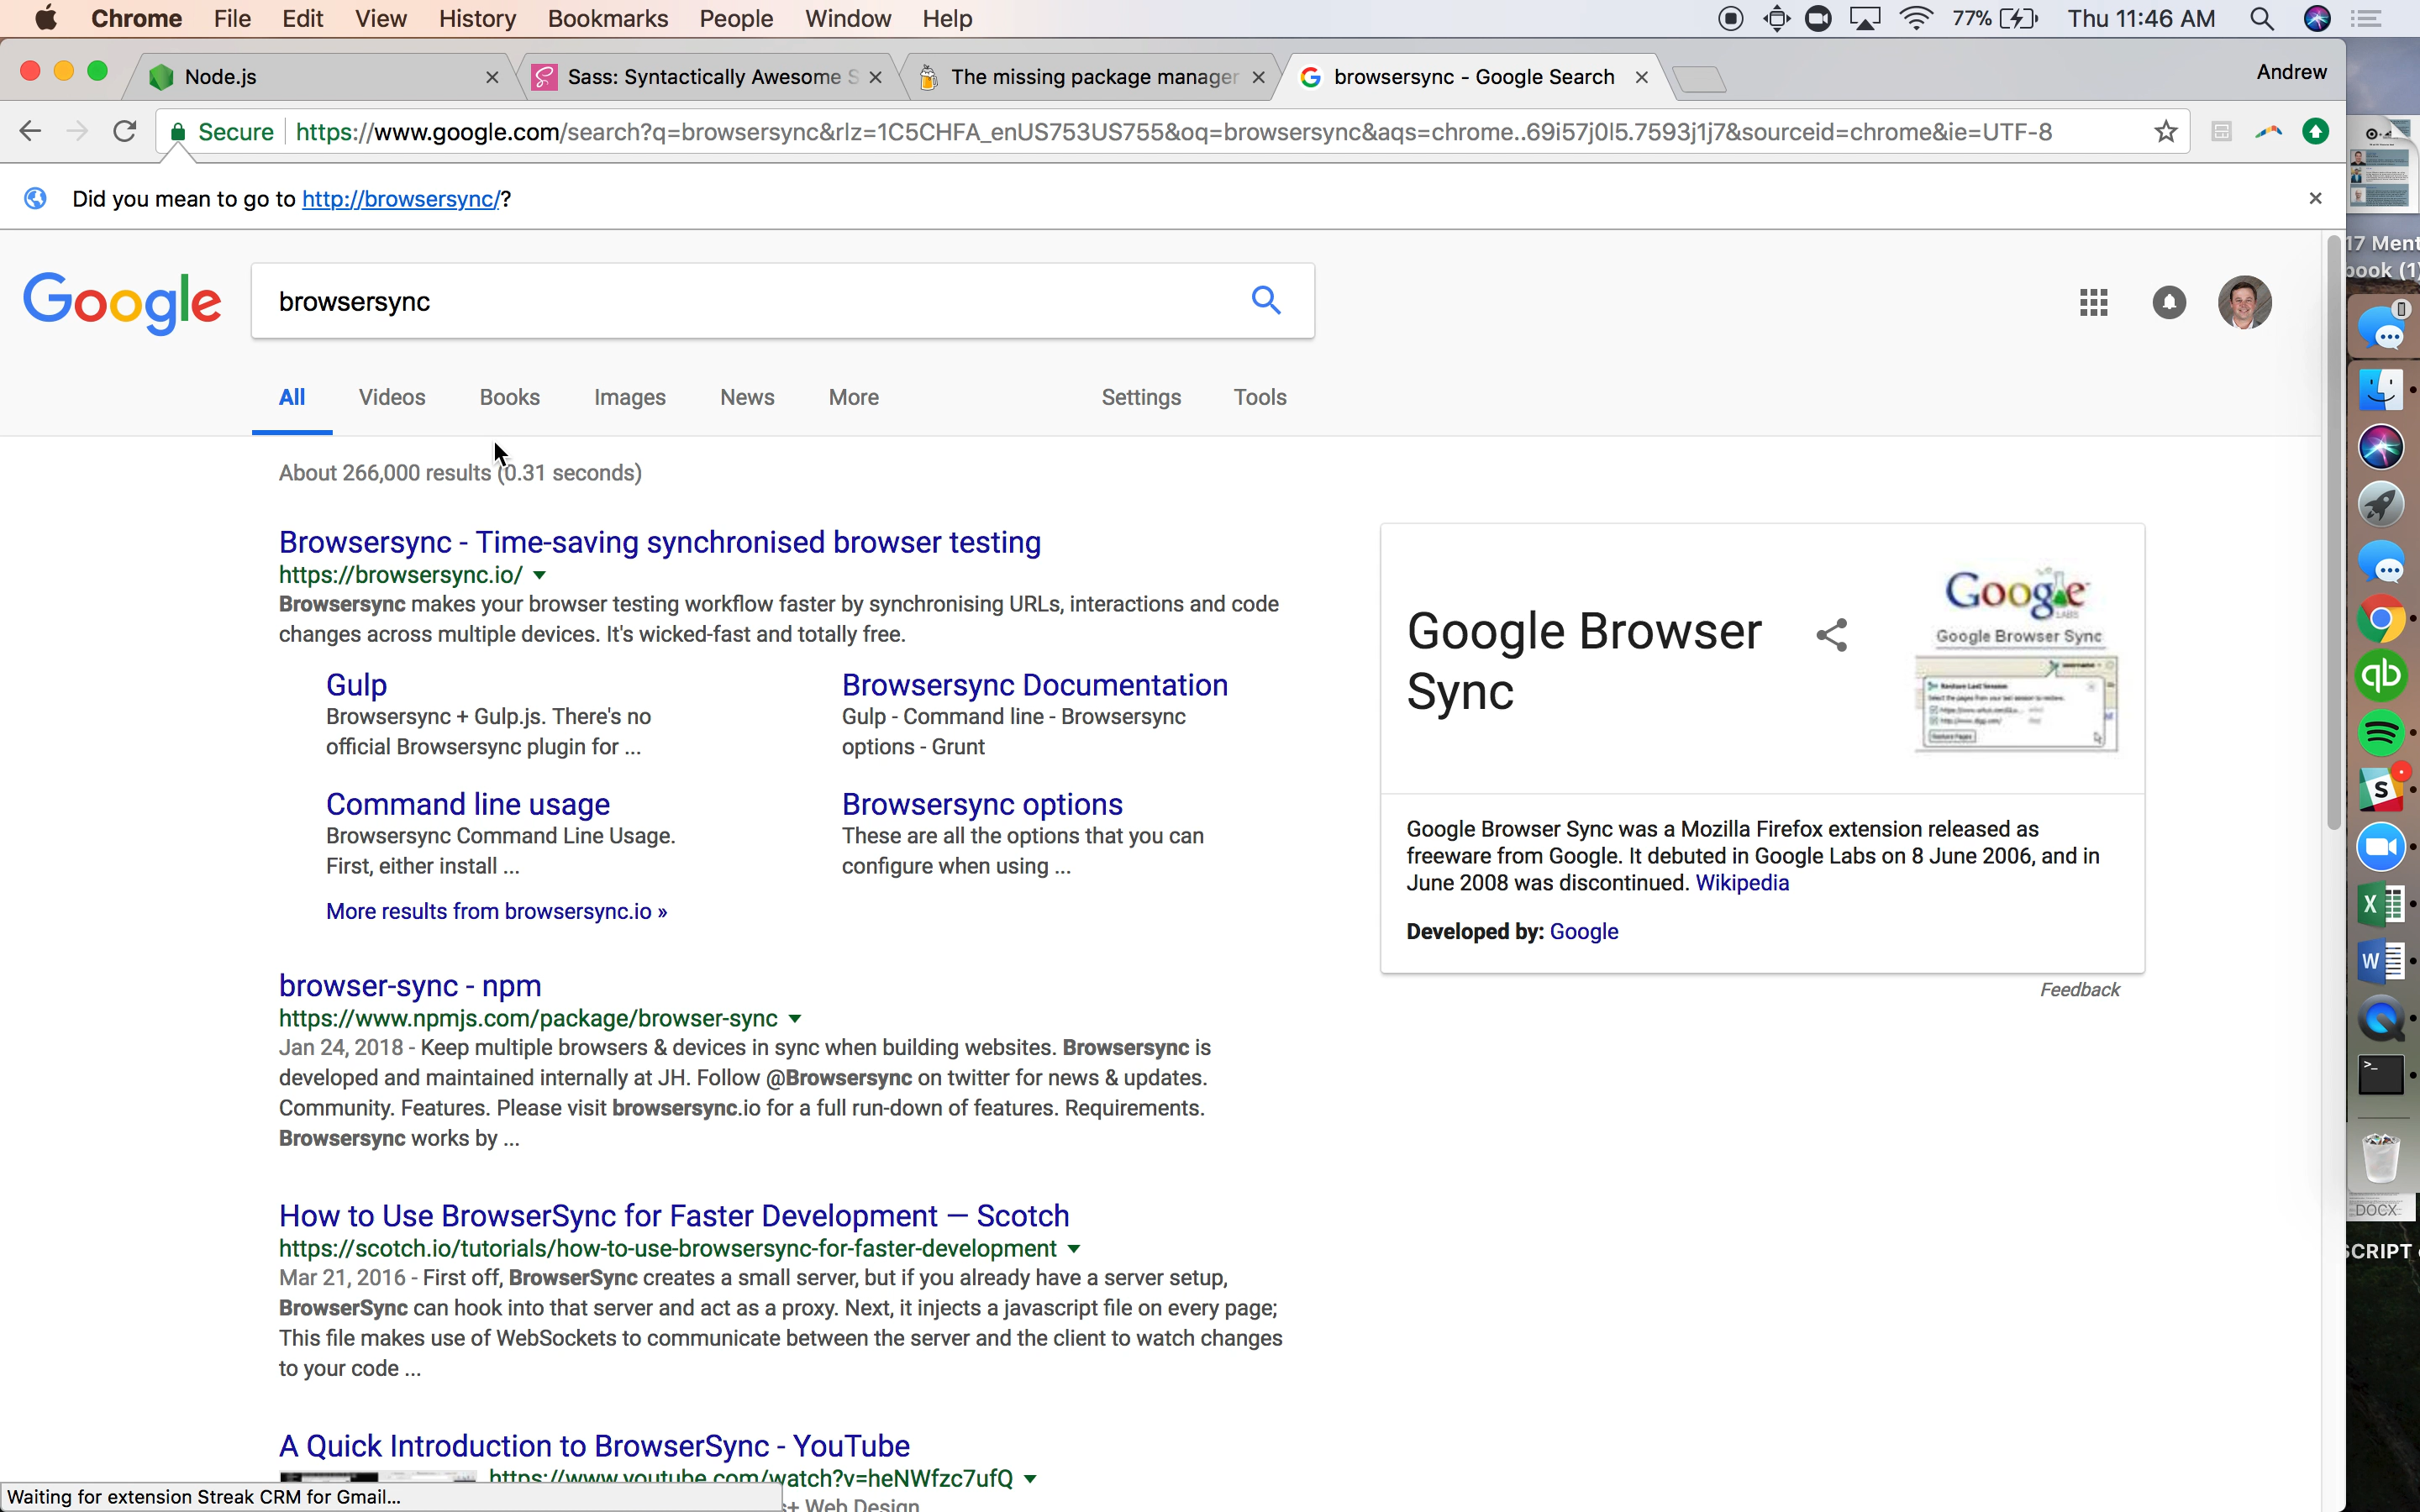 Chrome File Edit View History Bookmarks People Window Help 77% Thu 11:46 AM
Node.js Sass: Syntactically Awesome S The missing package manager browsersync - Google Search Andrew
Secure https://www.google.com/search?q=browsersync&rlz=1C5CHFA_enUS753US755&oq=browsersync&aqs=chrome..69i57j0l5.7593j1j7&sourceid=chrome&ie=UTF-8
Did you mean to go to http://browsersync/?
17 Ment
book (1)
Google browsersync
All Videos Books Images News More Settings Tools
About 266,000 results (0.31 seconds)
Browsersync - Time-saving synchronised browser testing
https://browsersync.io/
Browsersync makes your browser testing workflow faster by synchronising URLs, interactions and code
changes across multiple devices. It's wicked-fast and totally free.
Gulp
Browsersync + Gulp.js. There's no
official Browsersync plugin for ...
Browsersync Documentation
Gulp - Command line - Browsersync
options - Grunt
Command line usage
Browsersync Command Line Usage.
First, either install ...
Browsersync options
These are all the options that you can
configure when using ...
More results from browsersync.io »
browser-sync - npm
https://www.npmjs.com/package/browser-sync
Jan 24, 2018 - Keep multiple browsers & devices in sync when building websites. Browsersync is
developed and maintained internally at JH. Follow @Browsersync on twitter for news & updates.
Community. Features. Please visit browsersync.io for a full run-down of features. Requirements.
Browsersync works by ...
How to Use BrowserSync for Faster Development — Scotch
https://scotch.io/tutorials/how-to-use-browsersync-for-faster-development
Mar 21, 2016 - First off, BrowserSync creates a small server, but if you already have a server setup,
BrowserSync can hook into that server and act as a proxy. Next, it injects a javascript file on every page;
This file makes use of WebSockets to communicate between the server and the client to watch changes
to your code ...
A Quick Introduction to BrowserSync - YouTube
https://www.youtube.com/watch?v=heNWfzc7ufQ
s+ Web Design
Waiting for extension Streak CRM for Gmail...
Google Browser
Sync
Google
LABS
Google Browser Sync
Restore Last Session
Google Browser Sync was a Mozilla Firefox extension released as
freeware from Google. It debuted in Google Labs on 8 June 2006, and in
June 2008 was discontinued. Wikipedia
Developed by: Google
Feedback
qb
S
X
W
DOCX
SCRIPT